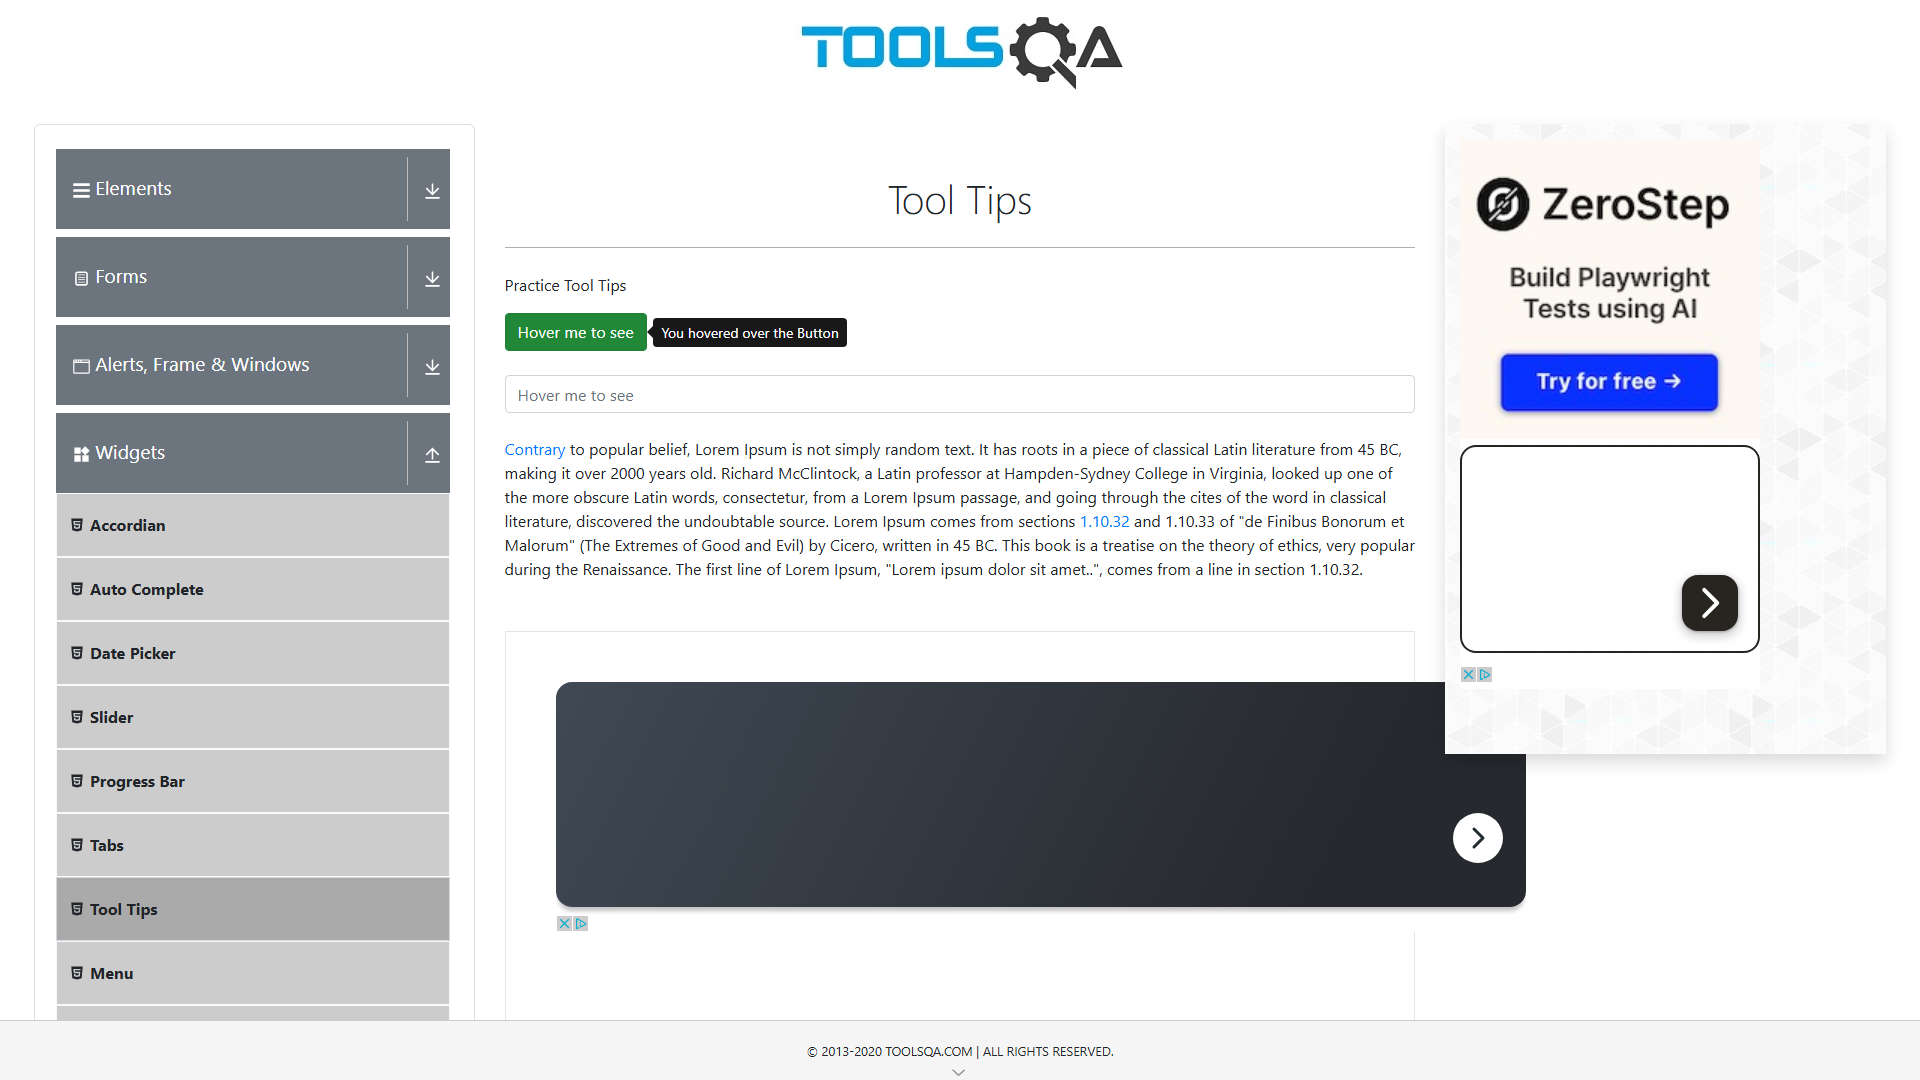 TOOLSQA
Elements
Forms
Alerts, Frame & Windows
Widgets
Accordian
Auto Complete
Date Picker
Slider
Progress Bar
Tabs
Tool Tips
Menu
Tool Tips
Practice Tool Tips
Hover me to see
You hovered over the Button
Hover me to see
Contrary to popular belief, Lorem Ipsum is not simply random text. It has roots in a piece of classical Latin literature from 45 BC,
making it over 2000 years old. Richard McClintock, a Latin professor at Hampden-Sydney College in Virginia, looked up one of
the more obscure Latin words, consectetur, from a Lorem Ipsum passage, and going through the cites of the word in classical
literature, discovered the undoubtable source. Lorem Ipsum comes from sections 1.10.32 and 1.10.33 of "de Finibus Bonorum et
Malorum" (The Extremes of Good and Evil) by Cicero, written in 45 BC. This book is a treatise on the theory of ethics, very popular
during the Renaissance. The first line of Lorem Ipsum, "Lorem ipsum dolor sit amet..", comes from a line in section 1.10.32.
ZeroStep
Build Playwright
Tests using AI
Try for free →
© 2013-2020 TOOLSQA.COM | ALL RIGHTS RESERVED.